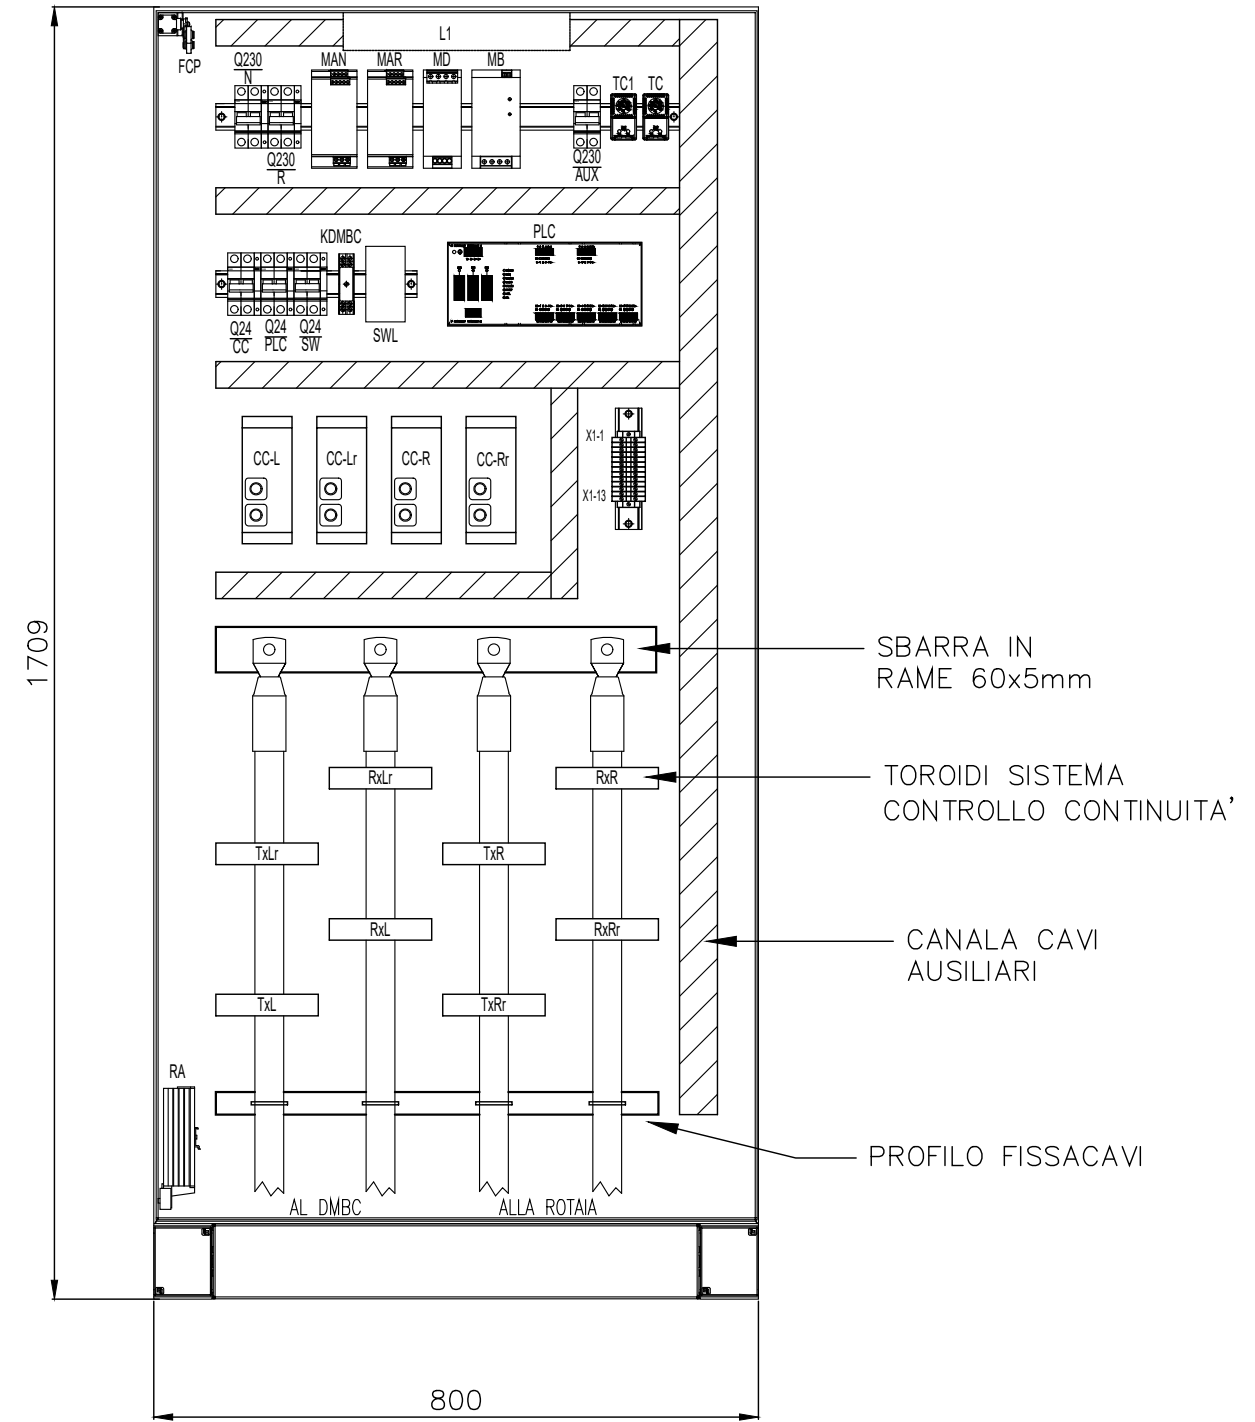 L1
FCP
Q230
N
MAN
MAR
MD
MB
TC1
TC
Q230
R
Q230
AUX
KDMBC
PLC
Q24
CC
Q24
PLC
Q24
SW
SWL
CC-L
CC-Lr
CC-R
CC-Rr
X1-1
X1-13
1709
SBARRA IN
RAME 60x5mm
RxLr
RxR
TOROIDI SISTEMA
CONTROLLO CONTINUITA'
TxLr
TxR
RxL
RxRr
CANALA CAVI
AUSILIARI
TxL
TxRr
RA
PROFILO FISSACAVI
AL DMBC
ALLA ROTAIA
800